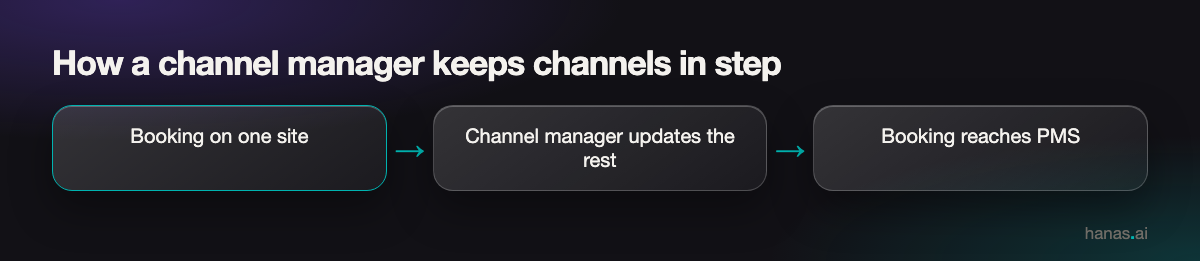 How a channel manager keeps channels in step
Booking on one site
→
Channel manager updates the
rest
→
Booking reaches PMS
hanas.ai